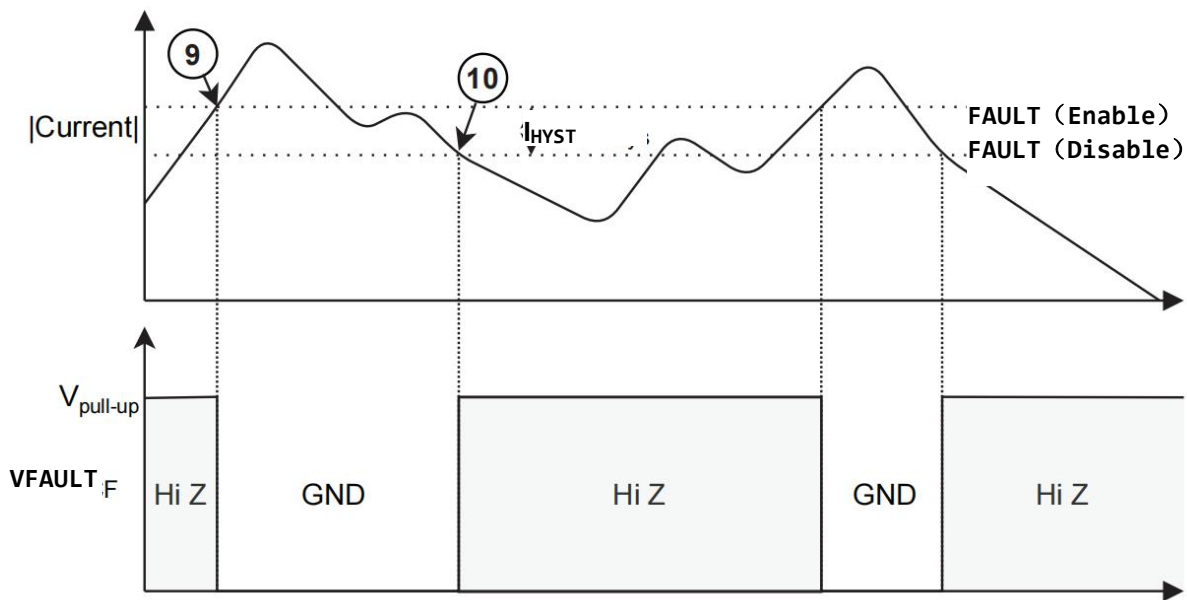 9
10
|Current|
IHYST
FAULT（Enable）
FAULT（Disable）
Vpull-up
VFAULT
F
Hi Z
GND
Hi Z
GND
Hi Z